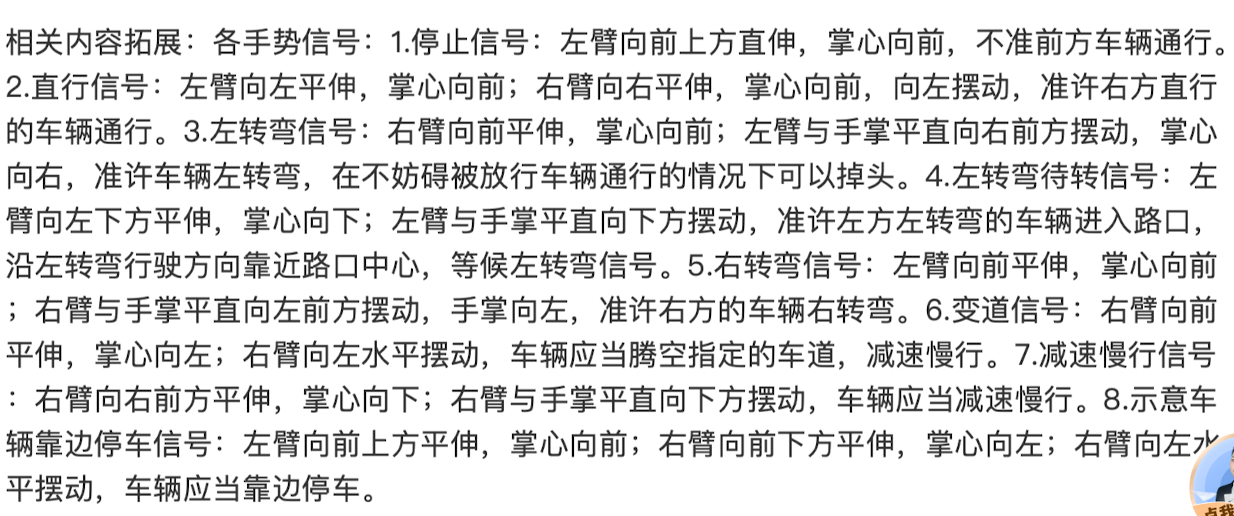 相关内容拓展：各手势信号：1.停止信号：左臂向前上方直伸，掌心向前，不准前方车辆通行。
2.直行信号：左臂向左平伸，掌心向前；右臂向右平伸，掌心向前，向左摆动，准许右方直行
的车辆通行。3.左转弯信号：右臂向前平伸，掌心向前；左臂与手掌平直向右前方摆动，掌心
向右，准许车辆左转弯，在不妨碍被放行车辆通行的情况下可以掉头。4.左转弯待转信号：左
臂向左下方平伸，掌心向下；左臂与手掌平直向下方摆动，准许左方左转弯的车辆进入路口，
沿左转弯行驶方向靠近路口中心，等候左转弯信号。5.右转弯信号：左臂向前平伸，掌心向前
；右臂与手掌平直向左前方摆动，手掌向左，准许右方的车辆右转弯。6.变道信号：右臂向前
平伸，掌心向左；右臂向左水平摆动，车辆应当腾空指定的车道，减速慢行。7.减速慢行信号
：右臂向右前方平伸，掌心向下；右臂与手掌平直向下方摆动，车辆应当减速慢行。8.示意车
辆靠边停车信号：左臂向前上方平伸，掌心向前；右臂向前下方平伸，掌心向左；右臂向左水
平摆动，车辆应当靠边停车。